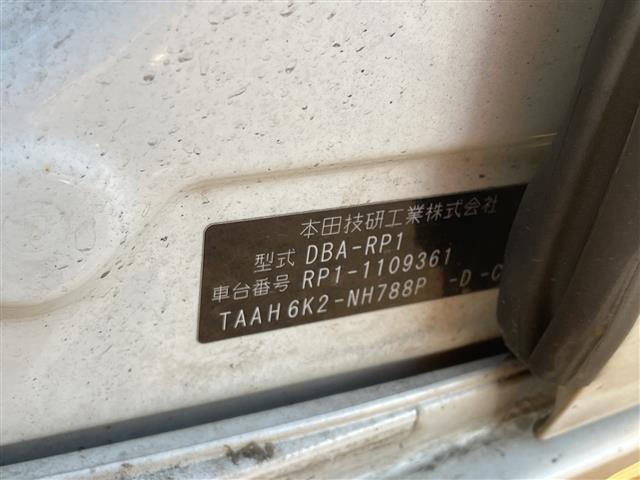 本田技研工業株式会社
型式 DBA-RP1
車台番号 RP1-1109361
TAAH6K2-NH788P -D -C